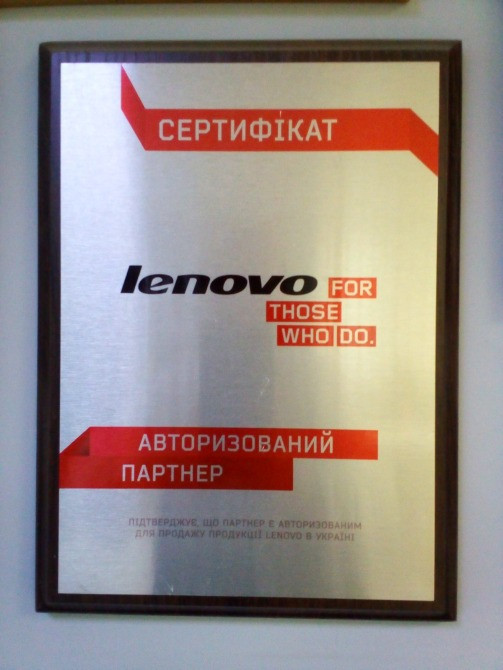 СЕРТИФІКАТ
lenovo FOR
THOSE
WHO DO.
АВТОРИЗОВАНИЙ
ПАРТНЕР
ПІДТВЕРДЖУЄ, ЩО ПАРТНЕР Є АВТОРИЗОВАНИМ
ДЛЯ ПРОДАЖУ ПРОДУКЦІЇ LENOVO В УКРАЇНІ